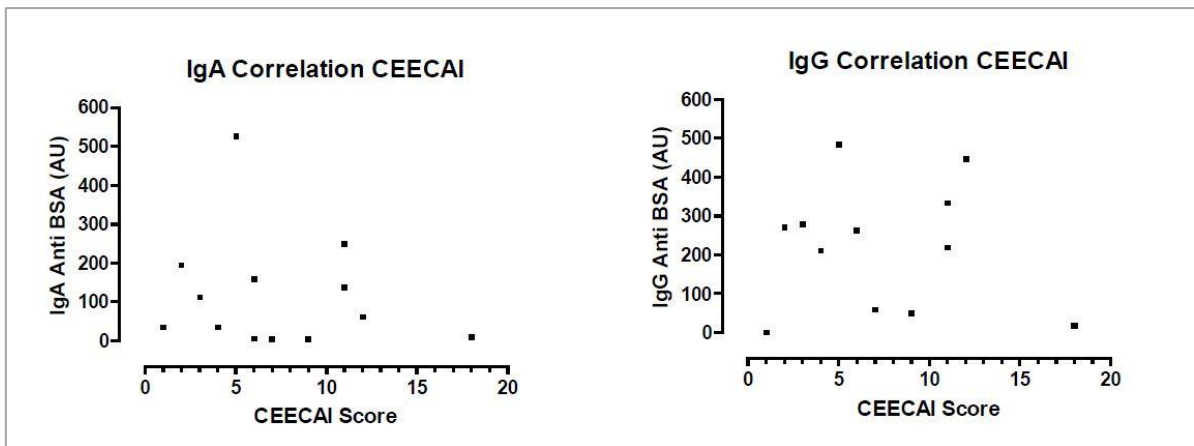 IgA Correlation CEECAI
600
500
400
300
200
100
0
IgA Anti BSA (AU)
0 5 10 15 20
CEECAI Score
IgG Correlation CEECAI
600
500
400
300
200
100
0
IgG Anti BSA (AU)
0 5 10 15 20
CEECAI Score